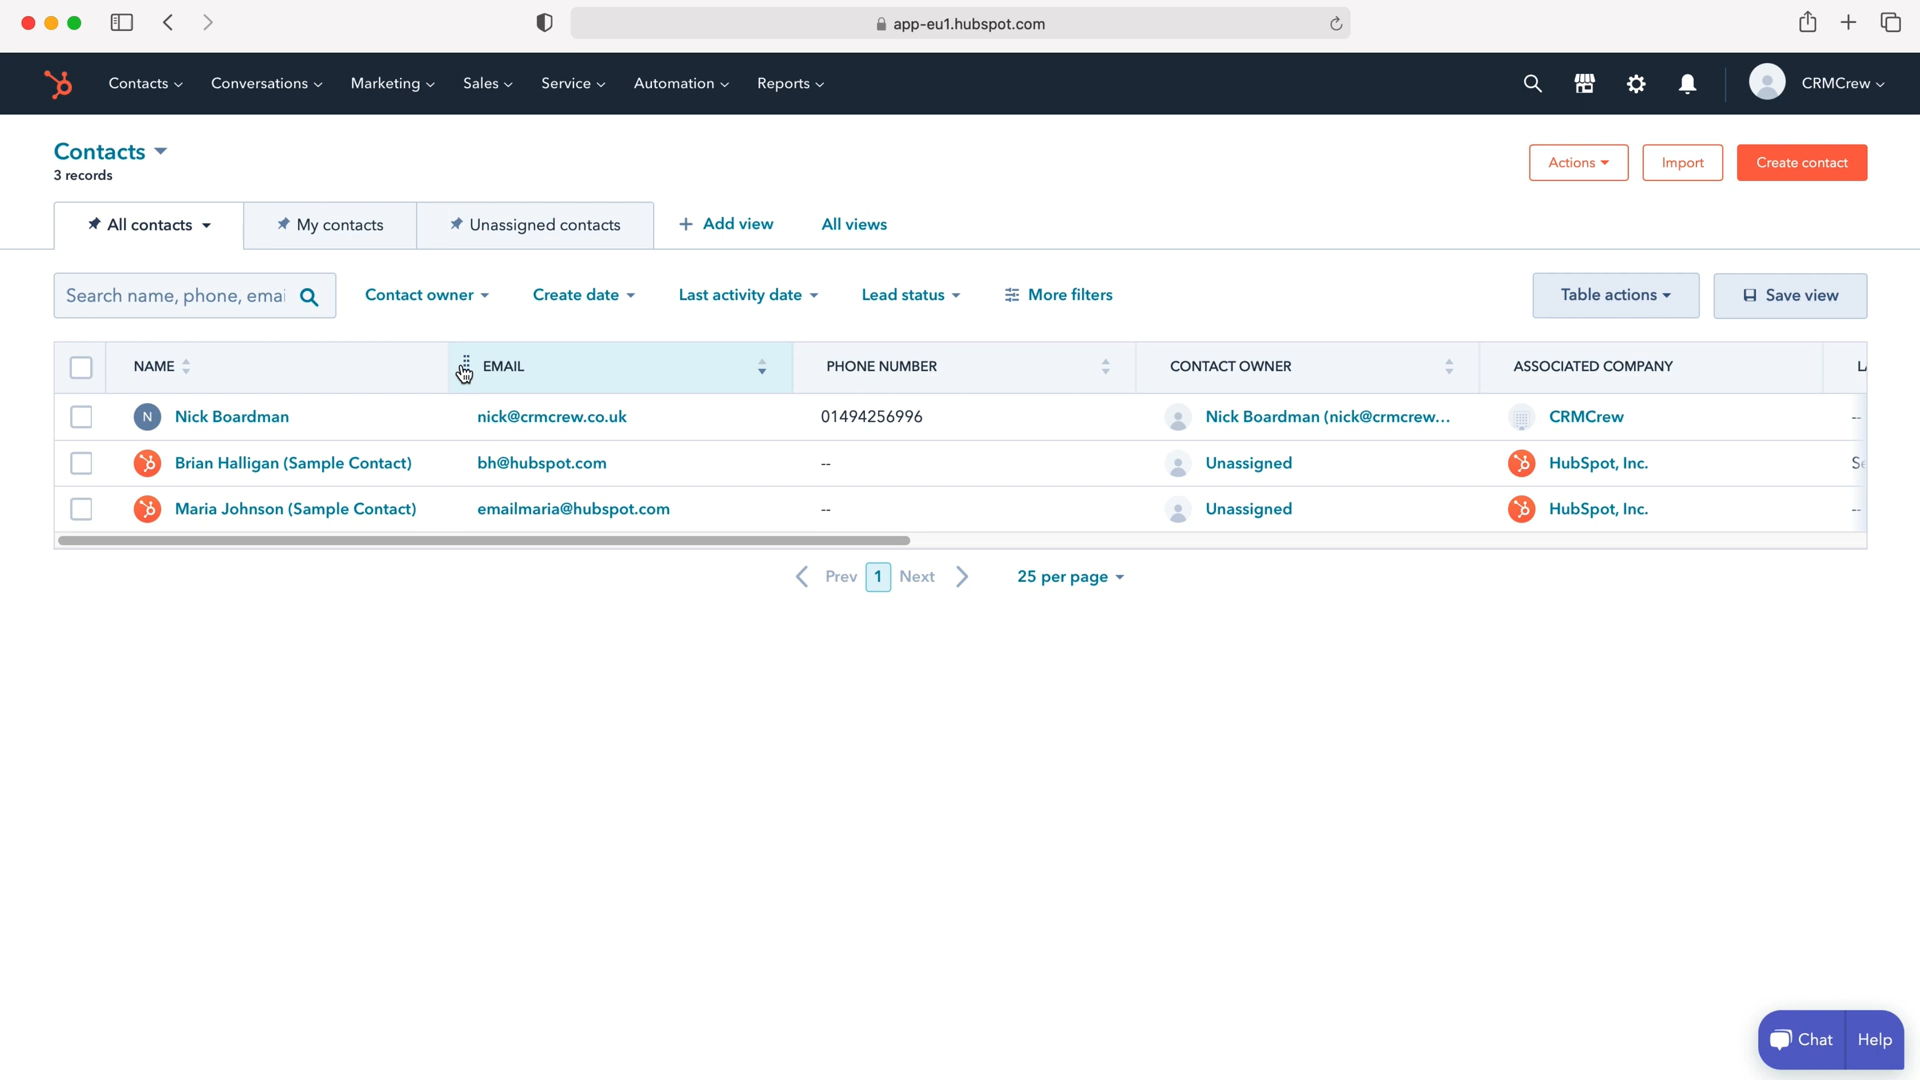 app-eu1.hubspot.com
Contacts Conversations Marketing Sales Service Automation Reports CRMCrew
Contacts
3 records
Actions Import Create contact
All contacts My contacts Unassigned contacts + Add view All views
Search name, phone, emai Contact owner Create date Last activity date Lead status More filters Table actions Save view
NAME EMAIL PHONE NUMBER CONTACT OWNER ASSOCIATED COMPANY
N Nick Boardman nick@crmcrew.co.uk 01494256996 Nick Boardman (nick@crmcrew... CRMCrew --
Brian Halligan (Sample Contact) bh@hubspot.com -- Unassigned HubSpot, Inc.
Maria Johnson (Sample Contact) emailmaria@hubspot.com -- Unassigned HubSpot, Inc. --
Prev 1 Next 25 per page
Chat Help